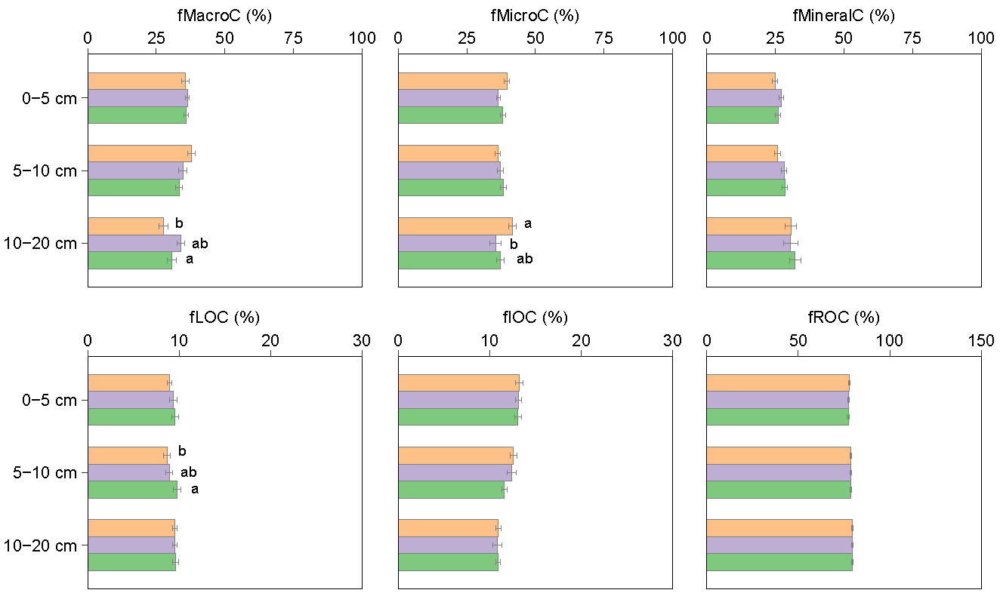 fMacroC (%) fMicroC (%) fMineralC (%)
0 25 50 75 100 0 25 50 75 100 0 25 50 75 100
0−5 cm
5−10 cm
b a
10−20 cm ab b
a ab
fLOC (%) fIOC (%) fROC (%)
0 10 20 30 0 10 20 30 0 50 100 150
0−5 cm
b
5−10 cm ab
a
10−20 cm